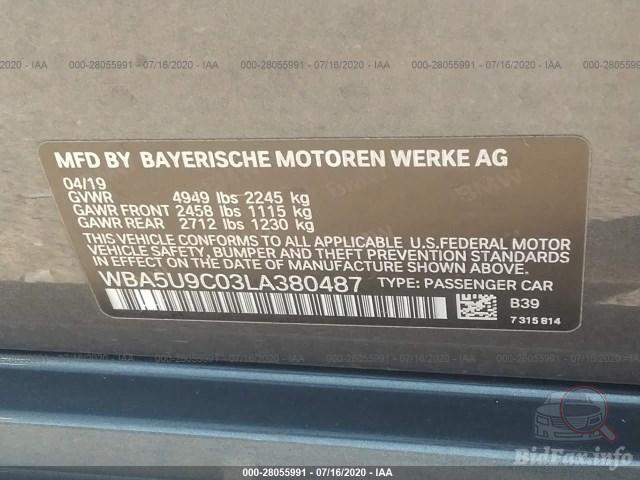 000-28055991 - 07/16/2020 - IAA
MFD BY BAYERISCHE MOTOREN WERKE AG
04/19
GVWR 4949 lbs 2245 kg
GAWR FRONT 2458 lbs 1115 kg
GAWR REAR 2712 lbs 1230 kg
THIS VEHICLE CONFORMS TO ALL APPLICABLE U.S.FEDERAL MOTOR
VEHICLE SAFETY, BUMPER AND THEFT PREVENTION STANDARDS IN
EFFECT ON THE DATE OF MANUFACTURE SHOWN ABOVE.
WBA5U9C03LA380487 TYPE: PASSENGER CAR
B39
7 315 814
BidFax.info
000-28055991 - 07/16/2020 - IAA